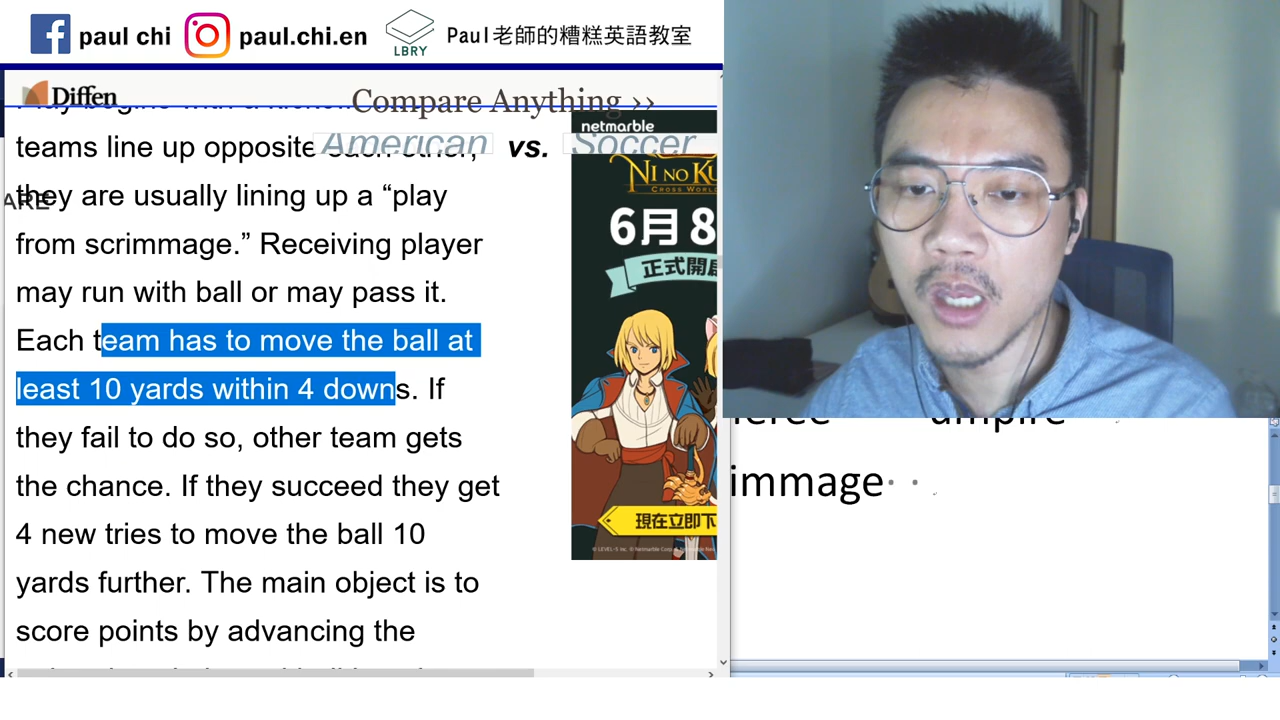 paul chi
paul.chi.en
LBRY
Paul老師的糟糕英語教室
Diffen
Compare Anything ››
American vs. Soccer
teams line up opposite each other,
they are usually lining up a “play
from scrimmage.” Receiving player
may run with ball or may pass it.
Each team has to move the ball at
least 10 yards within 4 downs. If
they fail to do so, other team gets
the chance. If they succeed they get
4 new tries to move the ball 10
yards further. The main object is to
score points by advancing the
ARE
netmarble
NI NO KU
CROSS WORL
6月8
正式開
現在立即下
umpire
immage